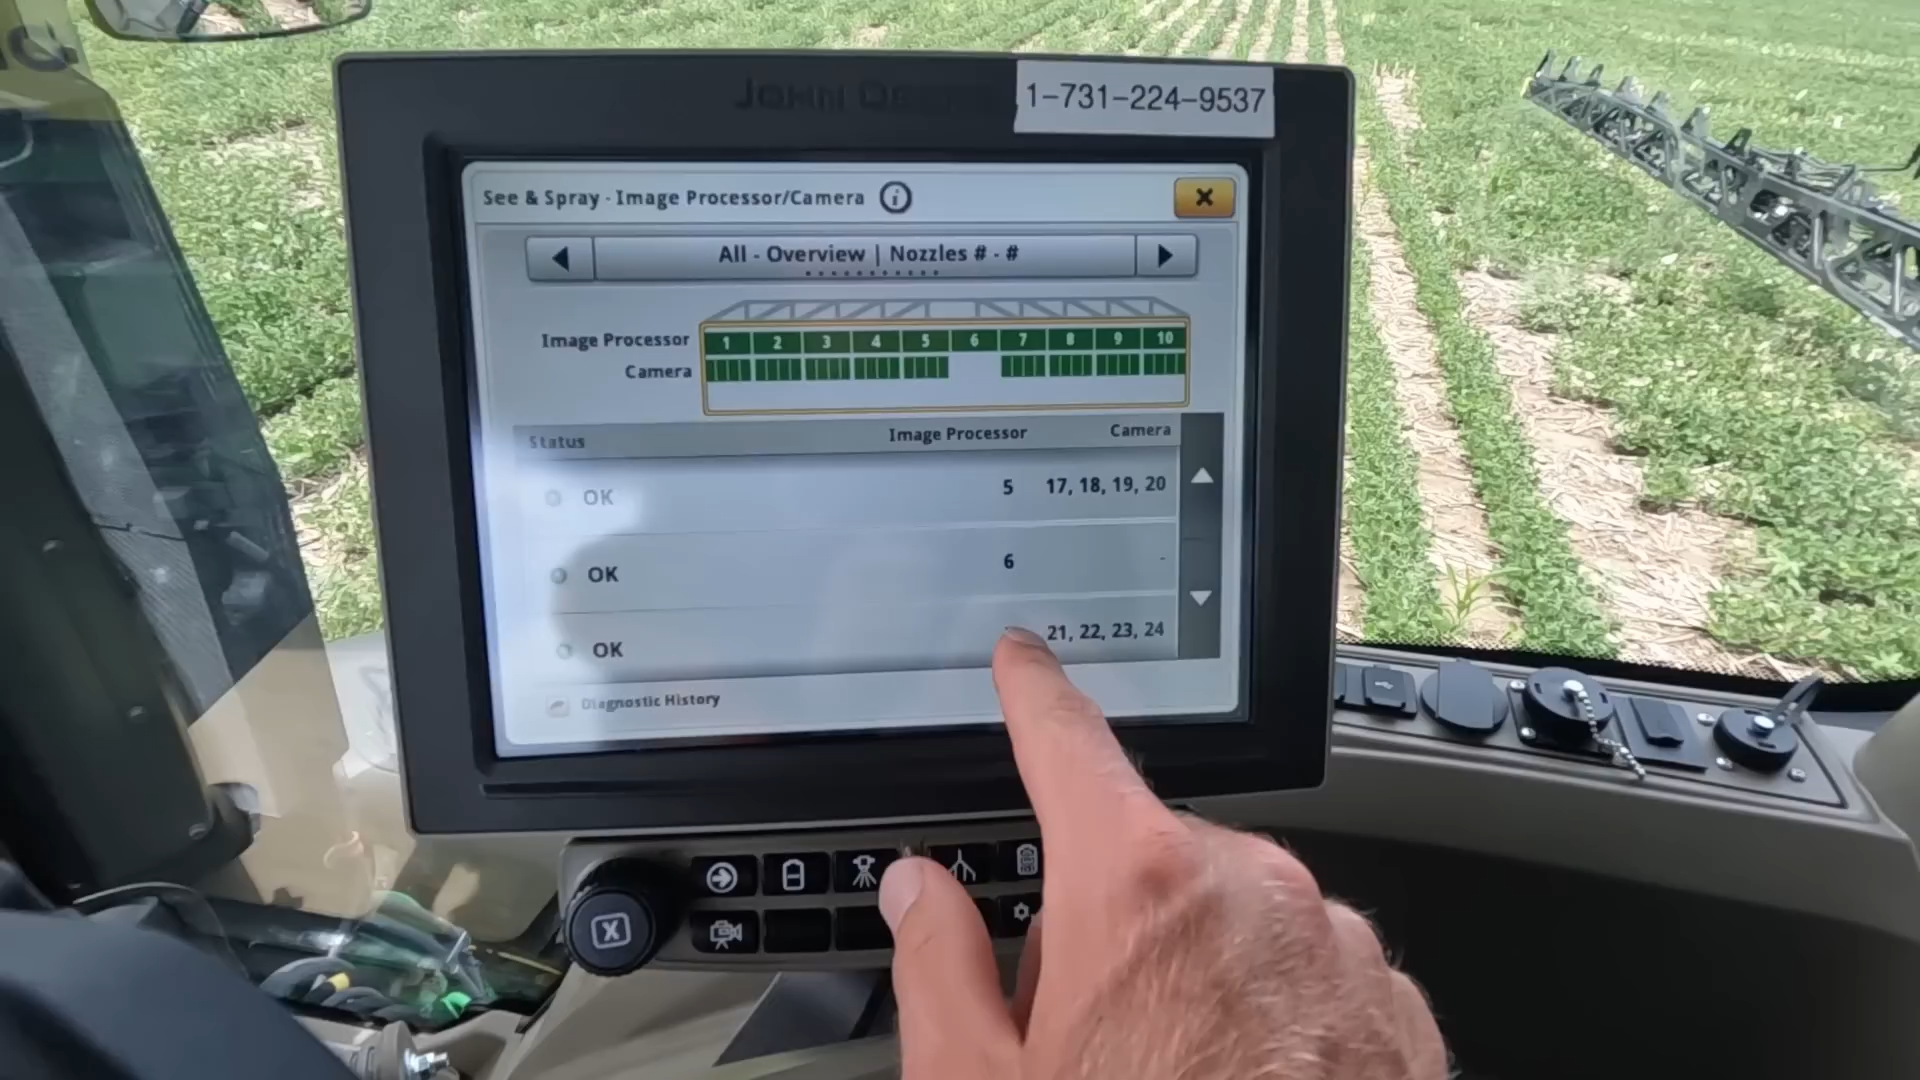 JOHN DEERE
1-731-224-9537
See & Spray - Image Processor/Camera i
X
All - Overview | Nozzles # - #
Image Processor 1 2 3 4 5 6 7 8 9 10
Camera
Status Image Processor Camera
OK 5 17, 18, 19, 20
OK 6 -
OK 21, 22, 23, 24
Diagnostic History
X